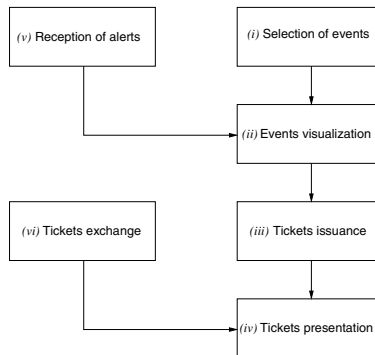 (v) Reception of alerts
(i) Selection of events
(ii) Events visualization
(vi) Tickets exchange
(iii) Tickets issuance
(iv) Tickets presentation